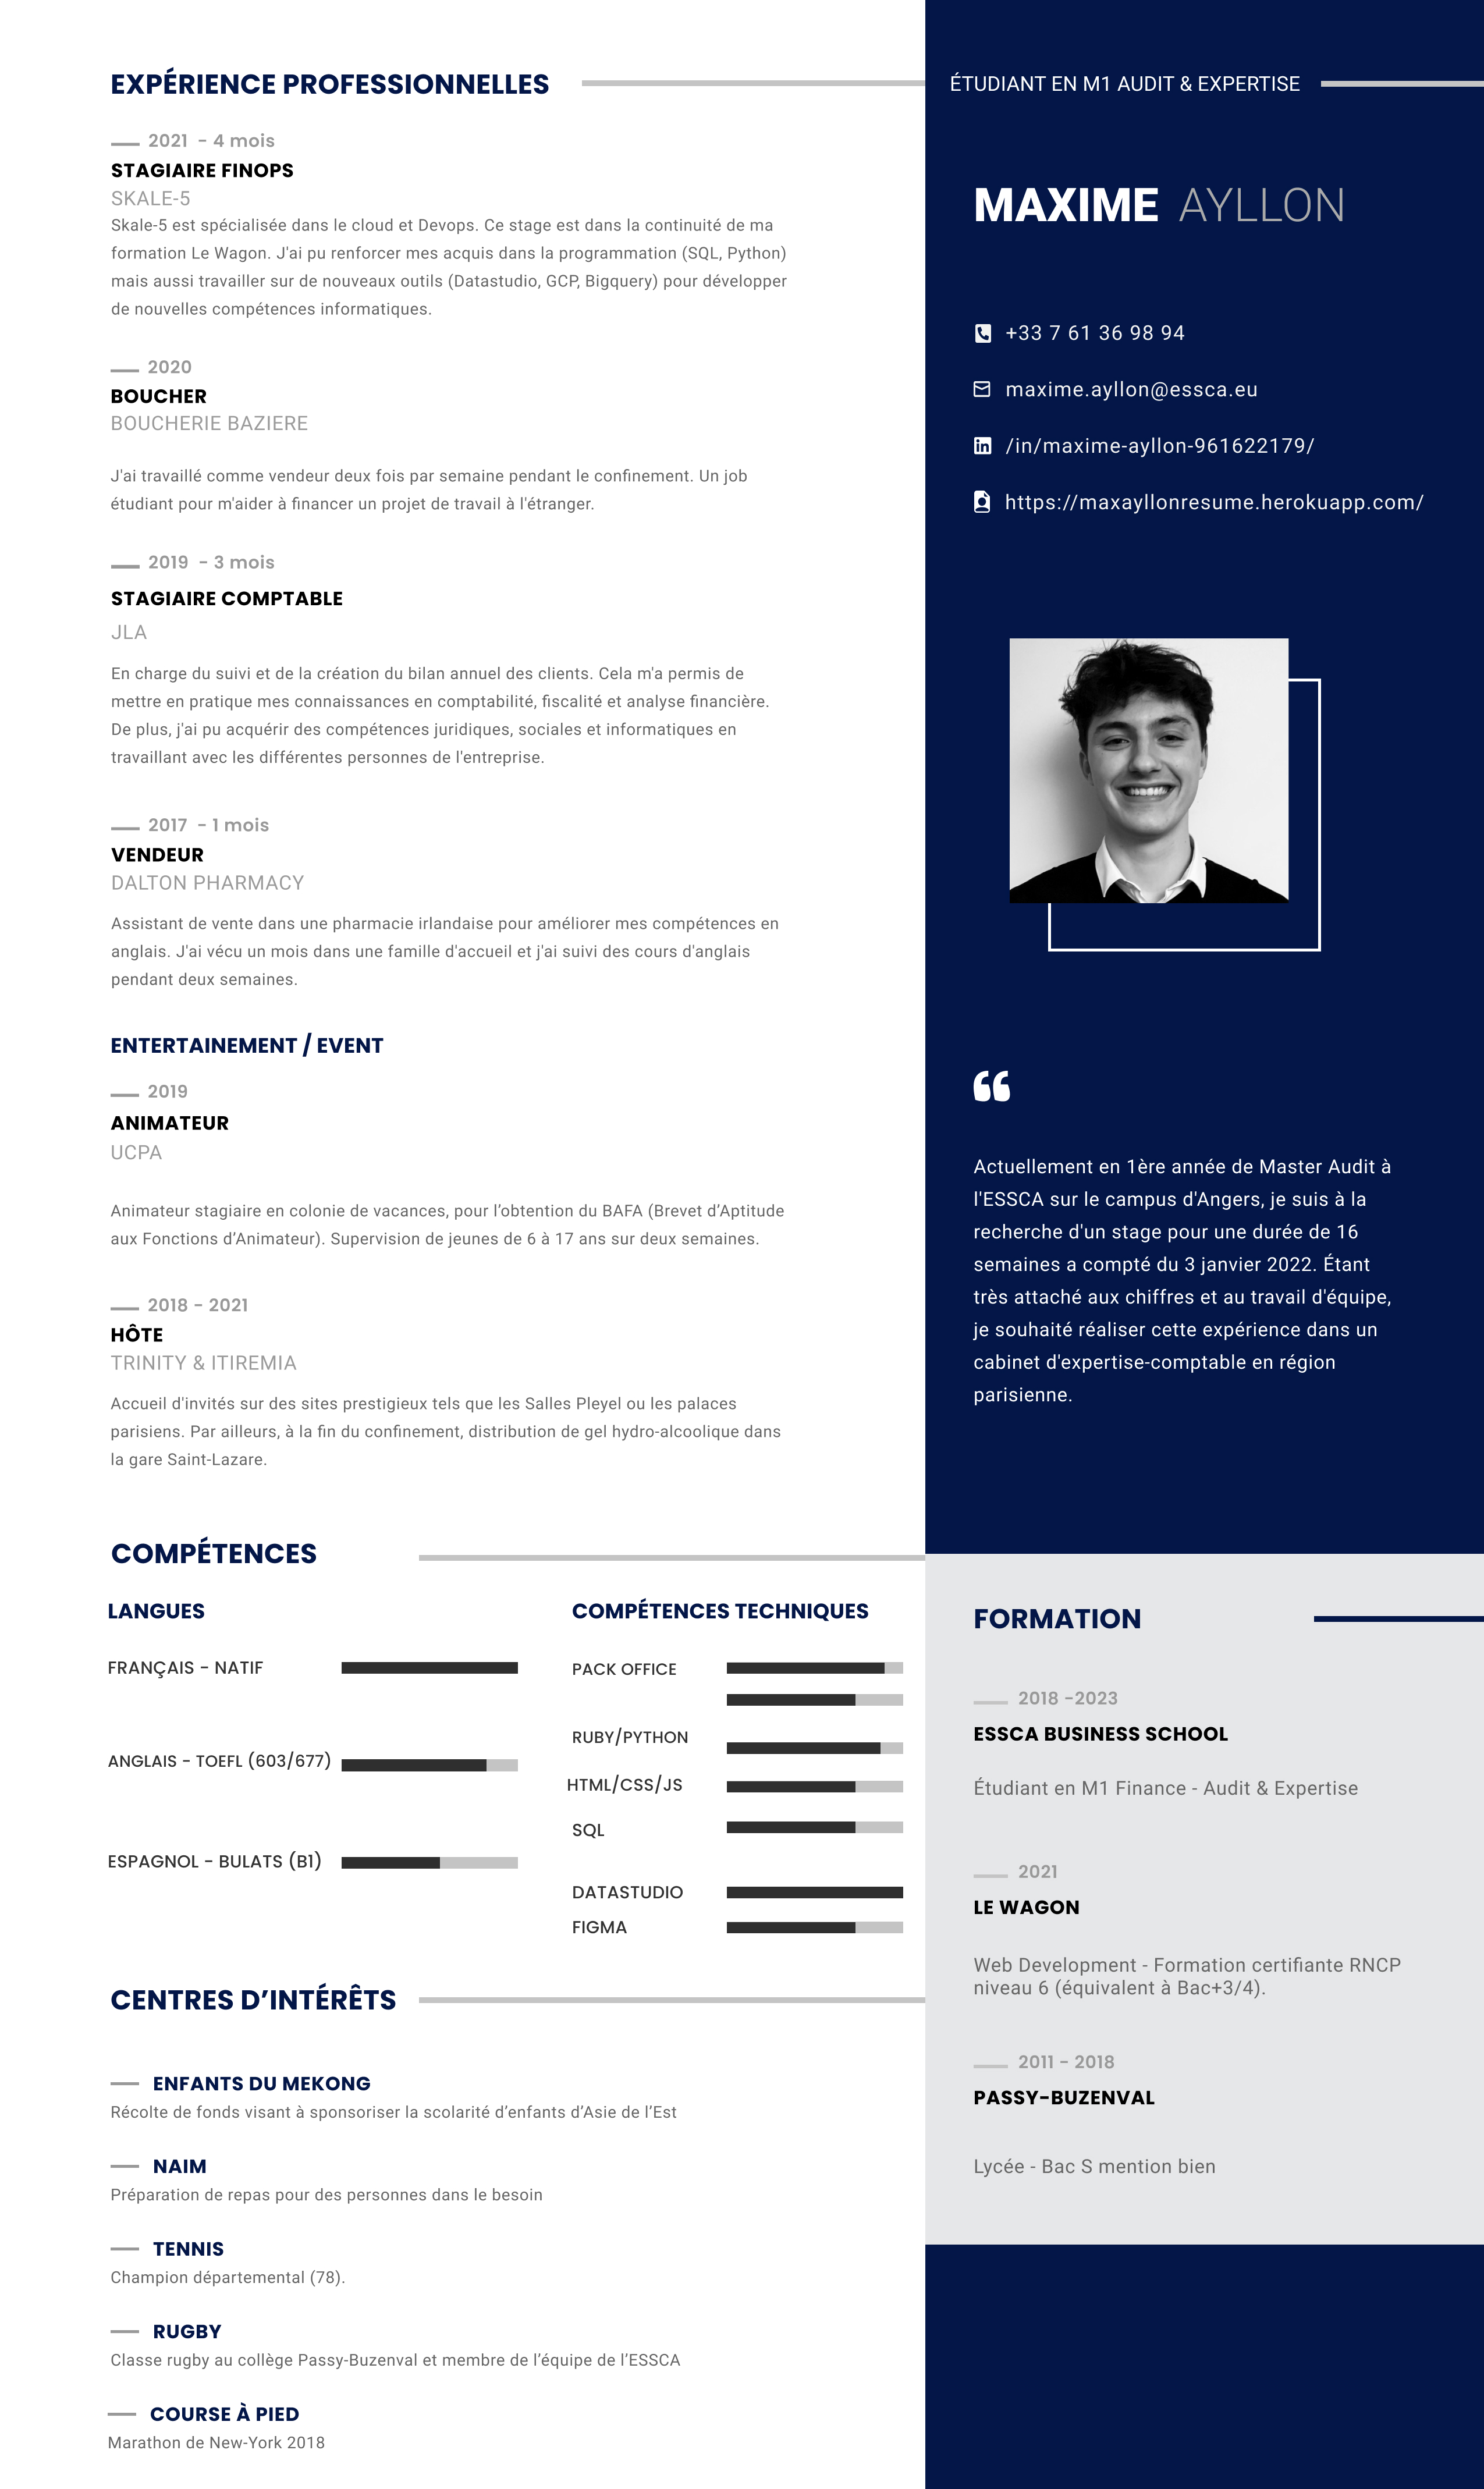 EXPÉRIENCE PROFESSIONNELLES
2021 - 4 mois
STAGIAIRE FINOPS
SKALE-5
Skale-5 est spécialisée dans le cloud et Devops. Ce stage est dans la continuité de ma
formation Le Wagon. J'ai pu renforcer mes acquis dans la programmation (SQL, Python)
mais aussi travailler sur de nouveaux outils (Datastudio, GCP, Bigquery) pour développer
de nouvelles compétences informatiques.
2020
BOUCHER
BOUCHERIE BAZIERE
J'ai travaillé comme vendeur deux fois par semaine pendant le confinement. Un job
étudiant pour m'aider à financer un projet de travail à l'étranger.
2019 - 3 mois
STAGIAIRE COMPTABLE
JLA
En charge du suivi et de la création du bilan annuel des clients. Cela m'a permis de
mettre en pratique mes connaissances en comptabilité, fiscalité et analyse financière.
De plus, j'ai pu acquérir des compétences juridiques, sociales et informatiques en
travaillant avec les différentes personnes de l'entreprise.
2017 - 1 mois
VENDEUR
DALTON PHARMACY
Assistant de vente dans une pharmacie irlandaise pour améliorer mes compétences en
anglais. J'ai vécu un mois dans une famille d'accueil et j'ai suivi des cours d'anglais
pendant deux semaines.
ENTERTAINEMENT / EVENT
2019
ANIMATEUR
UCPA
Animateur stagiaire en colonie de vacances, pour l’obtention du BAFA (Brevet d’Aptitude
aux Fonctions d’Animateur). Supervision de jeunes de 6 à 17 ans sur deux semaines.
2018 - 2021
HÔTE
TRINITY & ITIREMIA
Accueil d'invités sur des sites prestigieux tels que les Salles Pleyel ou les palaces
parisiens. Par ailleurs, à la fin du confinement, distribution de gel hydro-alcoolique dans
la gare Saint-Lazare.
COMPÉTENCES
LANGUES
FRANÇAIS - NATIF
ANGLAIS - TOEFL (603/677)
ESPAGNOL - BULATS (B1)
COMPÉTENCES TECHNIQUES
PACK OFFICE
RUBY/PYTHON
HTML/CSS/JS
SQL
DATASTUDIO
FIGMA
CENTRES D’INTÉRÊTS
ENFANTS DU MEKONG
Récolte de fonds visant à sponsoriser la scolarité d’enfants d’Asie de l’Est
NAIM
Préparation de repas pour des personnes dans le besoin
TENNIS
Champion départemental (78).
RUGBY
Classe rugby au collège Passy-Buzenval et membre de l’équipe de l’ESSCA
COURSE À PIED
Marathon de New-York 2018
ÉTUDIANT EN M1 AUDIT & EXPERTISE
MAXIME AYLLON
+33 7 61 36 98 94
maxime.ayllon@essca.eu
/in/maxime-ayllon-961622179/
https://maxayllonresume.herokuapp.com/
“
Actuellement en 1ère année de Master Audit à
l'ESSCA sur le campus d'Angers, je suis à la
recherche d'un stage pour une durée de 16
semaines a compté du 3 janvier 2022. Étant
très attaché aux chiffres et au travail d'équipe,
je souhaité réaliser cette expérience dans un
cabinet d'expertise-comptable en région
parisienne.
FORMATION
2018 -2023
ESSCA BUSINESS SCHOOL
Étudiant en M1 Finance - Audit & Expertise
2021
LE WAGON
Web Development - Formation certifiante RNCP
niveau 6 (équivalent à Bac+3/4).
2011 - 2018
PASSY-BUZENVAL
Lycée - Bac S mention bien